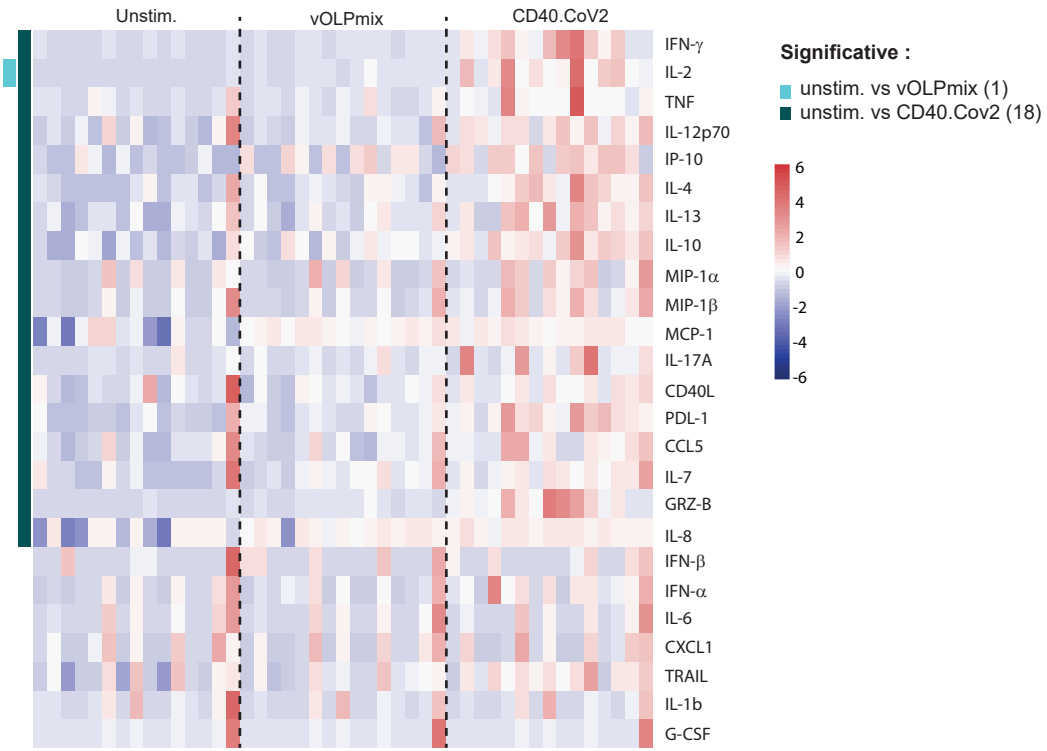 Unstim.
vOLPmix
CD40.CoV2
IFN-γ
IL-2
TNF
IL-12p70
IP-10
IL-4
IL-13
IL-10
MIP-1α
MIP-1β
MCP-1
IL-17A
CD40L
PDL-1
CCL5
IL-7
GRZ-B
IL-8
IFN-β
IFN-α
IL-6
CXCL1
TRAIL
IL-1b
G-CSF
Significative :
unstim. vs vOLPmix (1)
unstim. vs CD40.Cov2 (18)
6
4
2
0
-2
-4
-6